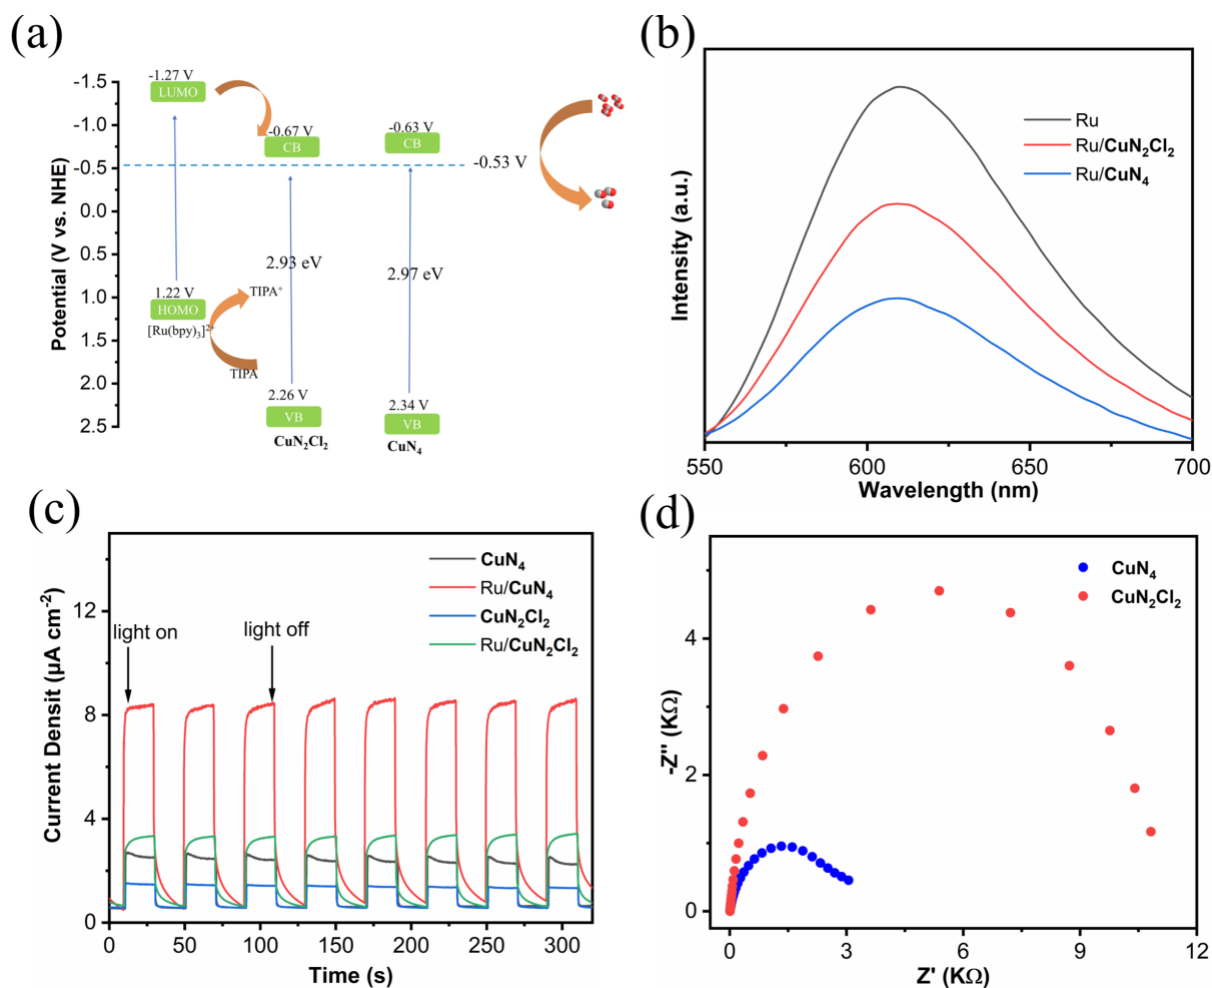 (a)
-1.27 V
LUMO
-0.67 V
CB
-0.63 V
CB
-0.53 V
2.93 eV
2.97 eV
1.22 V
HOMO
[Ru(bpy)₃]²⁺
TIPA⁺
TIPA
2.26 V
VB
CuN₂Cl₂
2.34 V
VB
CuN₄
-1.5
-1.0
-0.5
0.0
0.5
1.0
1.5
2.0
2.5
Potential (V vs. NHE)
(b)
Ru
Ru/CuN₂Cl₂
Ru/CuN₄
Intensity (a.u.)
550 600 650 700
Wavelength (nm)
(c)
CuN₄
Ru/CuN₄
CuN₂Cl₂
Ru/CuN₂Cl₂
light on
light off
12
8
4
0
Current Densit (μA cm⁻²)
0 50 100 150 200 250 300
Time (s)
(d)
CuN₄
CuN₂Cl₂
4
2
0
-Z'' (KΩ)
0 3 6 9 12
Z' (KΩ)